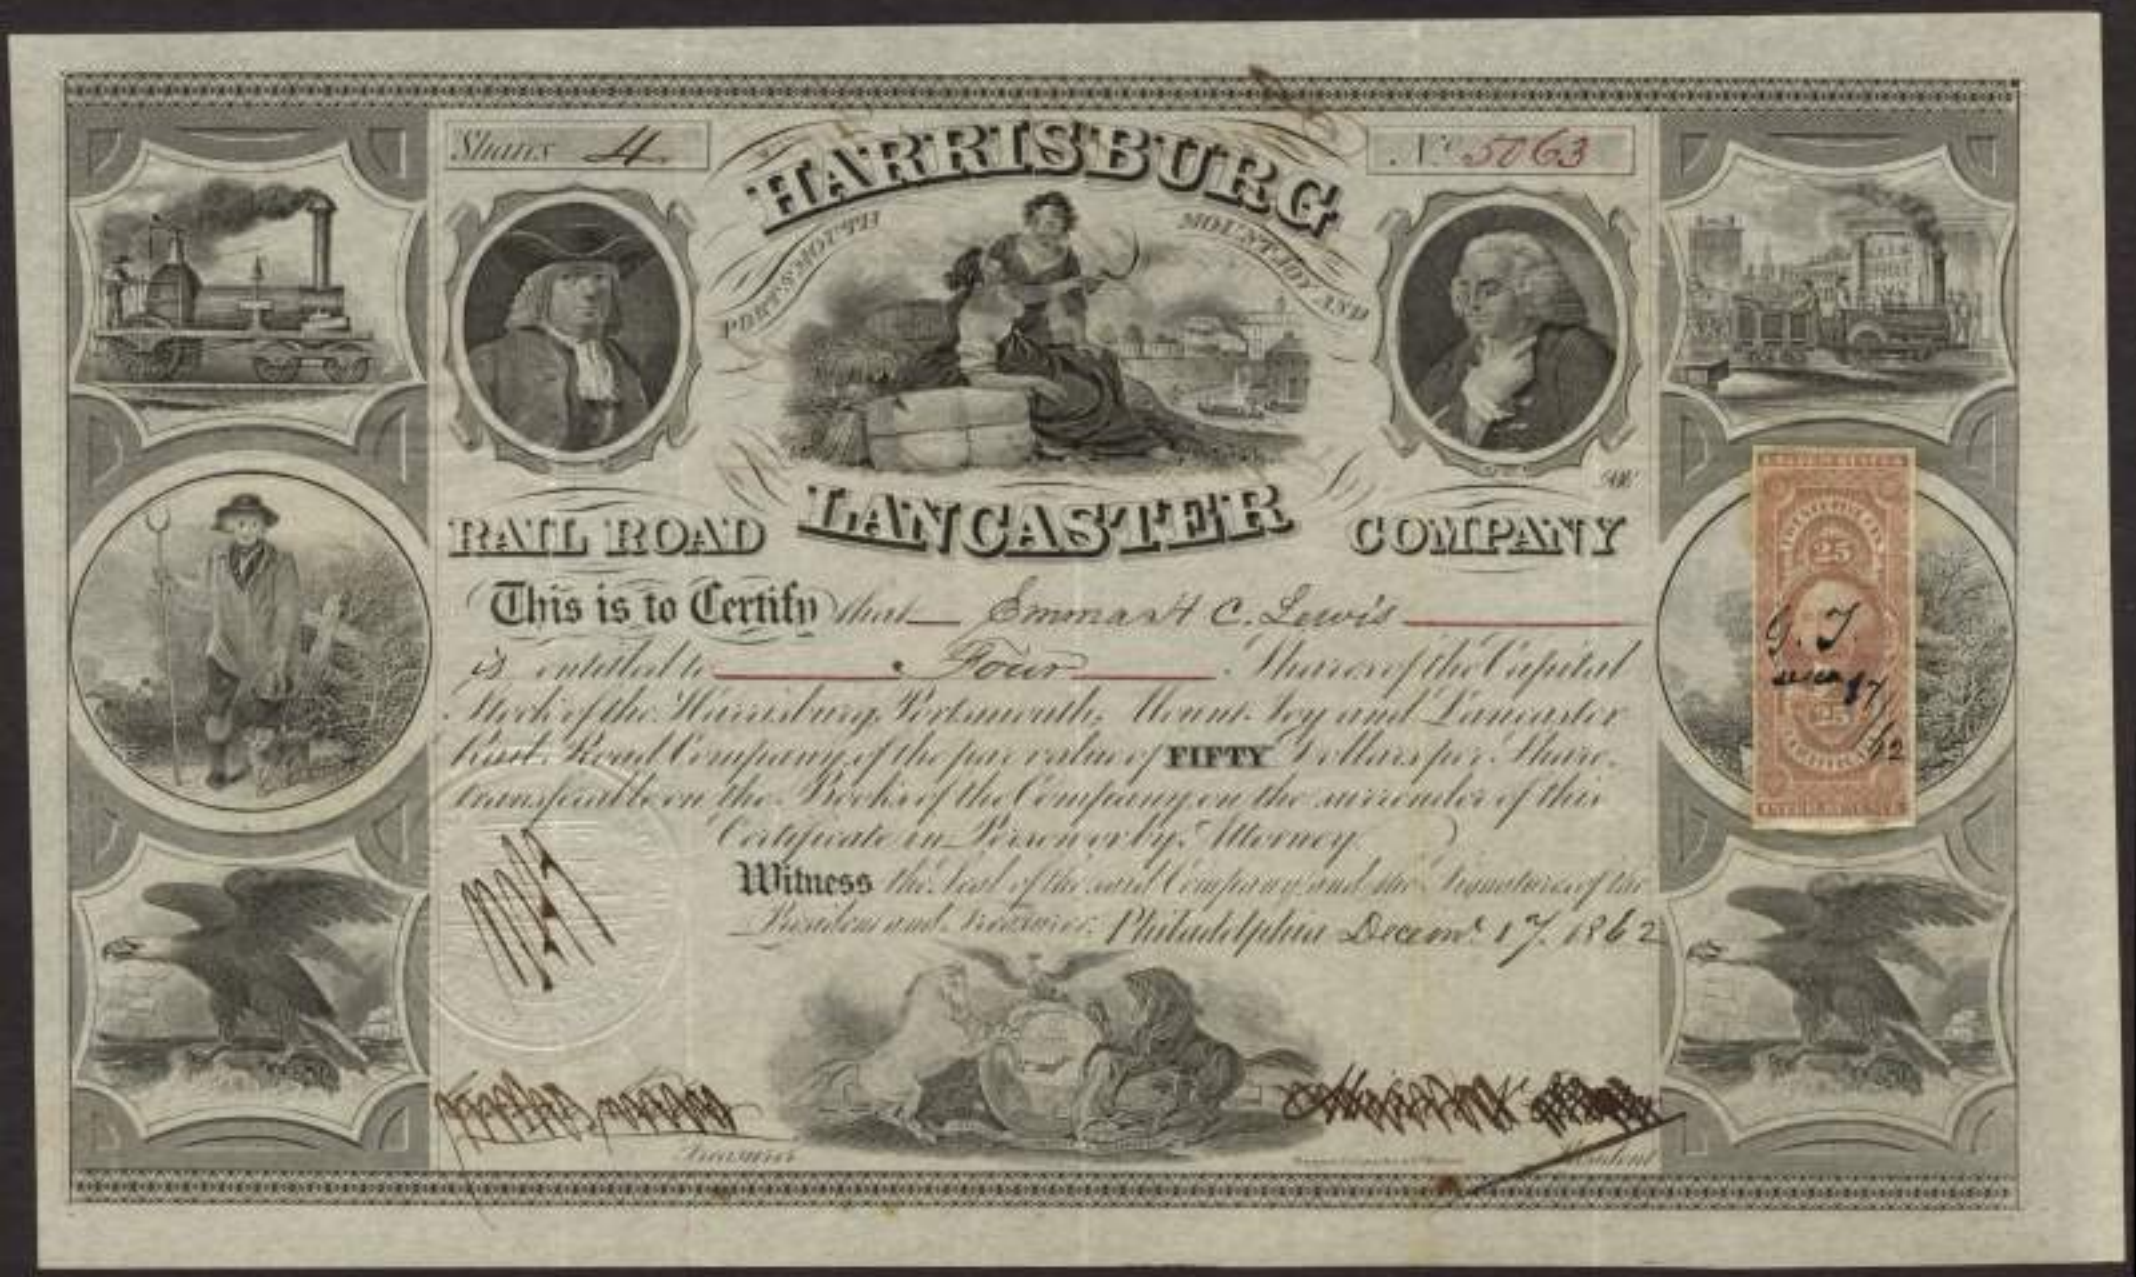 Shares 4
No. 5063
HARRISBURG
PORTSMOUTH
MOUNT JOY AND
LANCASTER
RAIL ROAD COMPANY
This is to Certify that Emma H C. Lewis
is entitled to Four Shares of the Capital
Stock of the Harrisburg, Portsmouth, Mount Joy and Lancaster
Rail Road Company, of the par value of FIFTY Dollars per Share,
transferable on the Books of the Company on the surrender of this
Certificate in Person or by Attorney.
Witness the Seal of the said Company and the Signatures of the
President and Treasurer. Philadelphia Decem. 17. 1862
Treasurer
President
25
G. T.
17
62
25